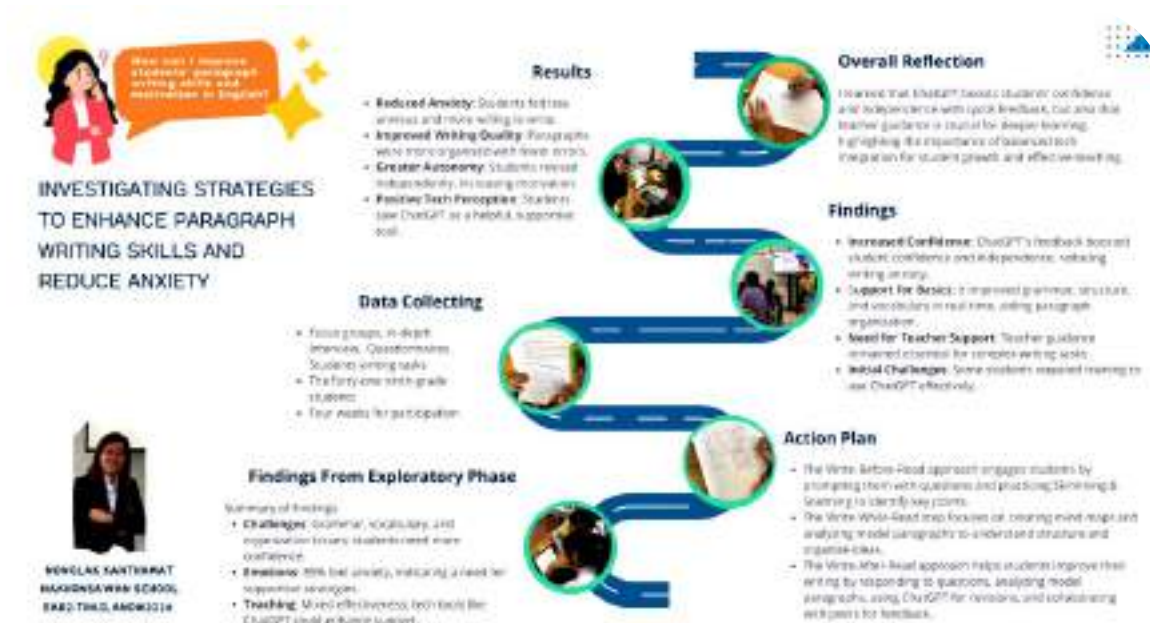 How can I improve
students' paragraph
writing skills and
motivation in English?
INVESTIGATING STRATEGIES
TO ENHANCE PARAGRAPH
WRITING SKILLS AND
REDUCE ANXIETY
NONGLAK SANTHAWAT
SCHOOL
Results
Reduced Anxiety: Students felt less
anxious and more willing to write.
Improved Writing Quality: Paragraphs
were more organized with fewer errors.
Greater Autonomy: Students revised
independently, increasing motivation
Positive Tech Perception: Students
saw ChatGPT as a helpful, supportive
tool.
Data Collecting
Focus groups, in-depth
interview, Questionnaires
Students writing tasks
The forty-one ninth-grade
students
Four weeks for participation
Findings From Exploratory Phase
Summary of findings
Challenges: Grammar, vocabulary, and
organization issues; students need more
confidence.
Emotions: felt anxiety, indicating a need for
supportive strategies.
Teaching: Mixed effectiveness; tech tools like
ChatGPT could enhance support.
Overall Reflection
I learned that ChatGPT boosts students' confidence
and independence with quick feedback, but also that
teacher guidance is crucial for deeper learning,
highlighting the importance of balanced tech
integration for student growth and effective teaching.
Findings
Increased Confidence: ChatGPT's feedback boosted
student confidence and independence, reducing
writing anxiety.
Support for Basics: It improved grammar, structure,
and vocabulary in real time, aiding paragraph
organization.
Need for Teacher Support: Teacher guidance
remained essential for complex writing tasks.
Initial Challenges: Some students required training to
use ChatGPT effectively.
Action Plan
The Write-Before-Read approach engages students by
prompting them with questions and practicing Skimming &
Scanning to identify key points.
The Write-While-Read step focuses on creating mind maps and
analyzing model paragraphs to understand structure and
organize ideas.
The Write-After-Read approach helps students improve their
writing by responding to questions, analyzing model
paragraphs, using ChatGPT for revisions, and collaborating
with peers for feedback.